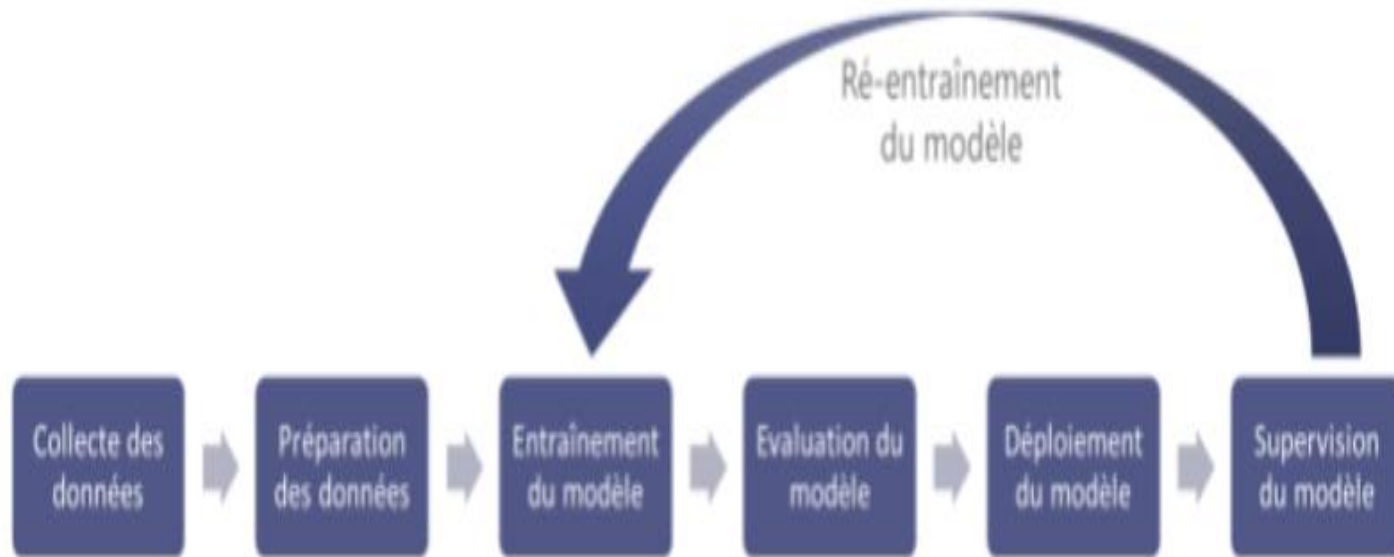 Ré-entraînement
du modèle
Collecte des
données
Préparation
des données
Entraînement
du modèle
Evaluation du
modèle
Déploiement
du modèle
Supervision
du modèle